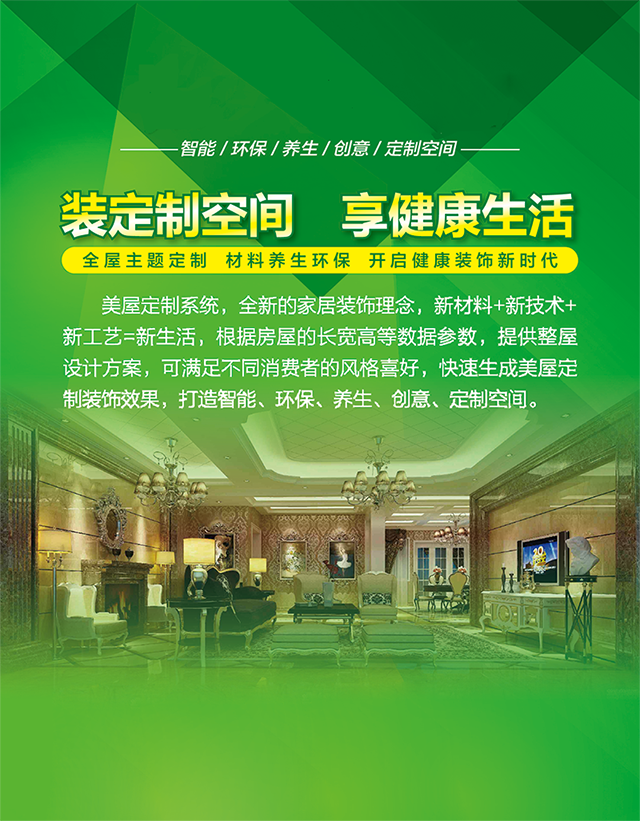 智能/环保/养生/创意/定制空间
装定制空间 享健康生活
全屋主题定制 材料养生环保 开启健康装饰新时代
美屋定制系统，全新的家居装饰理念，新材料+新技术+
新工艺=新生活，根据房屋的长宽高等数据参数，提供整屋
设计方案，可满足不同消费者的风格喜好，快速生成美屋定
制装饰效果，打造智能、环保、养生、创意、定制空间。